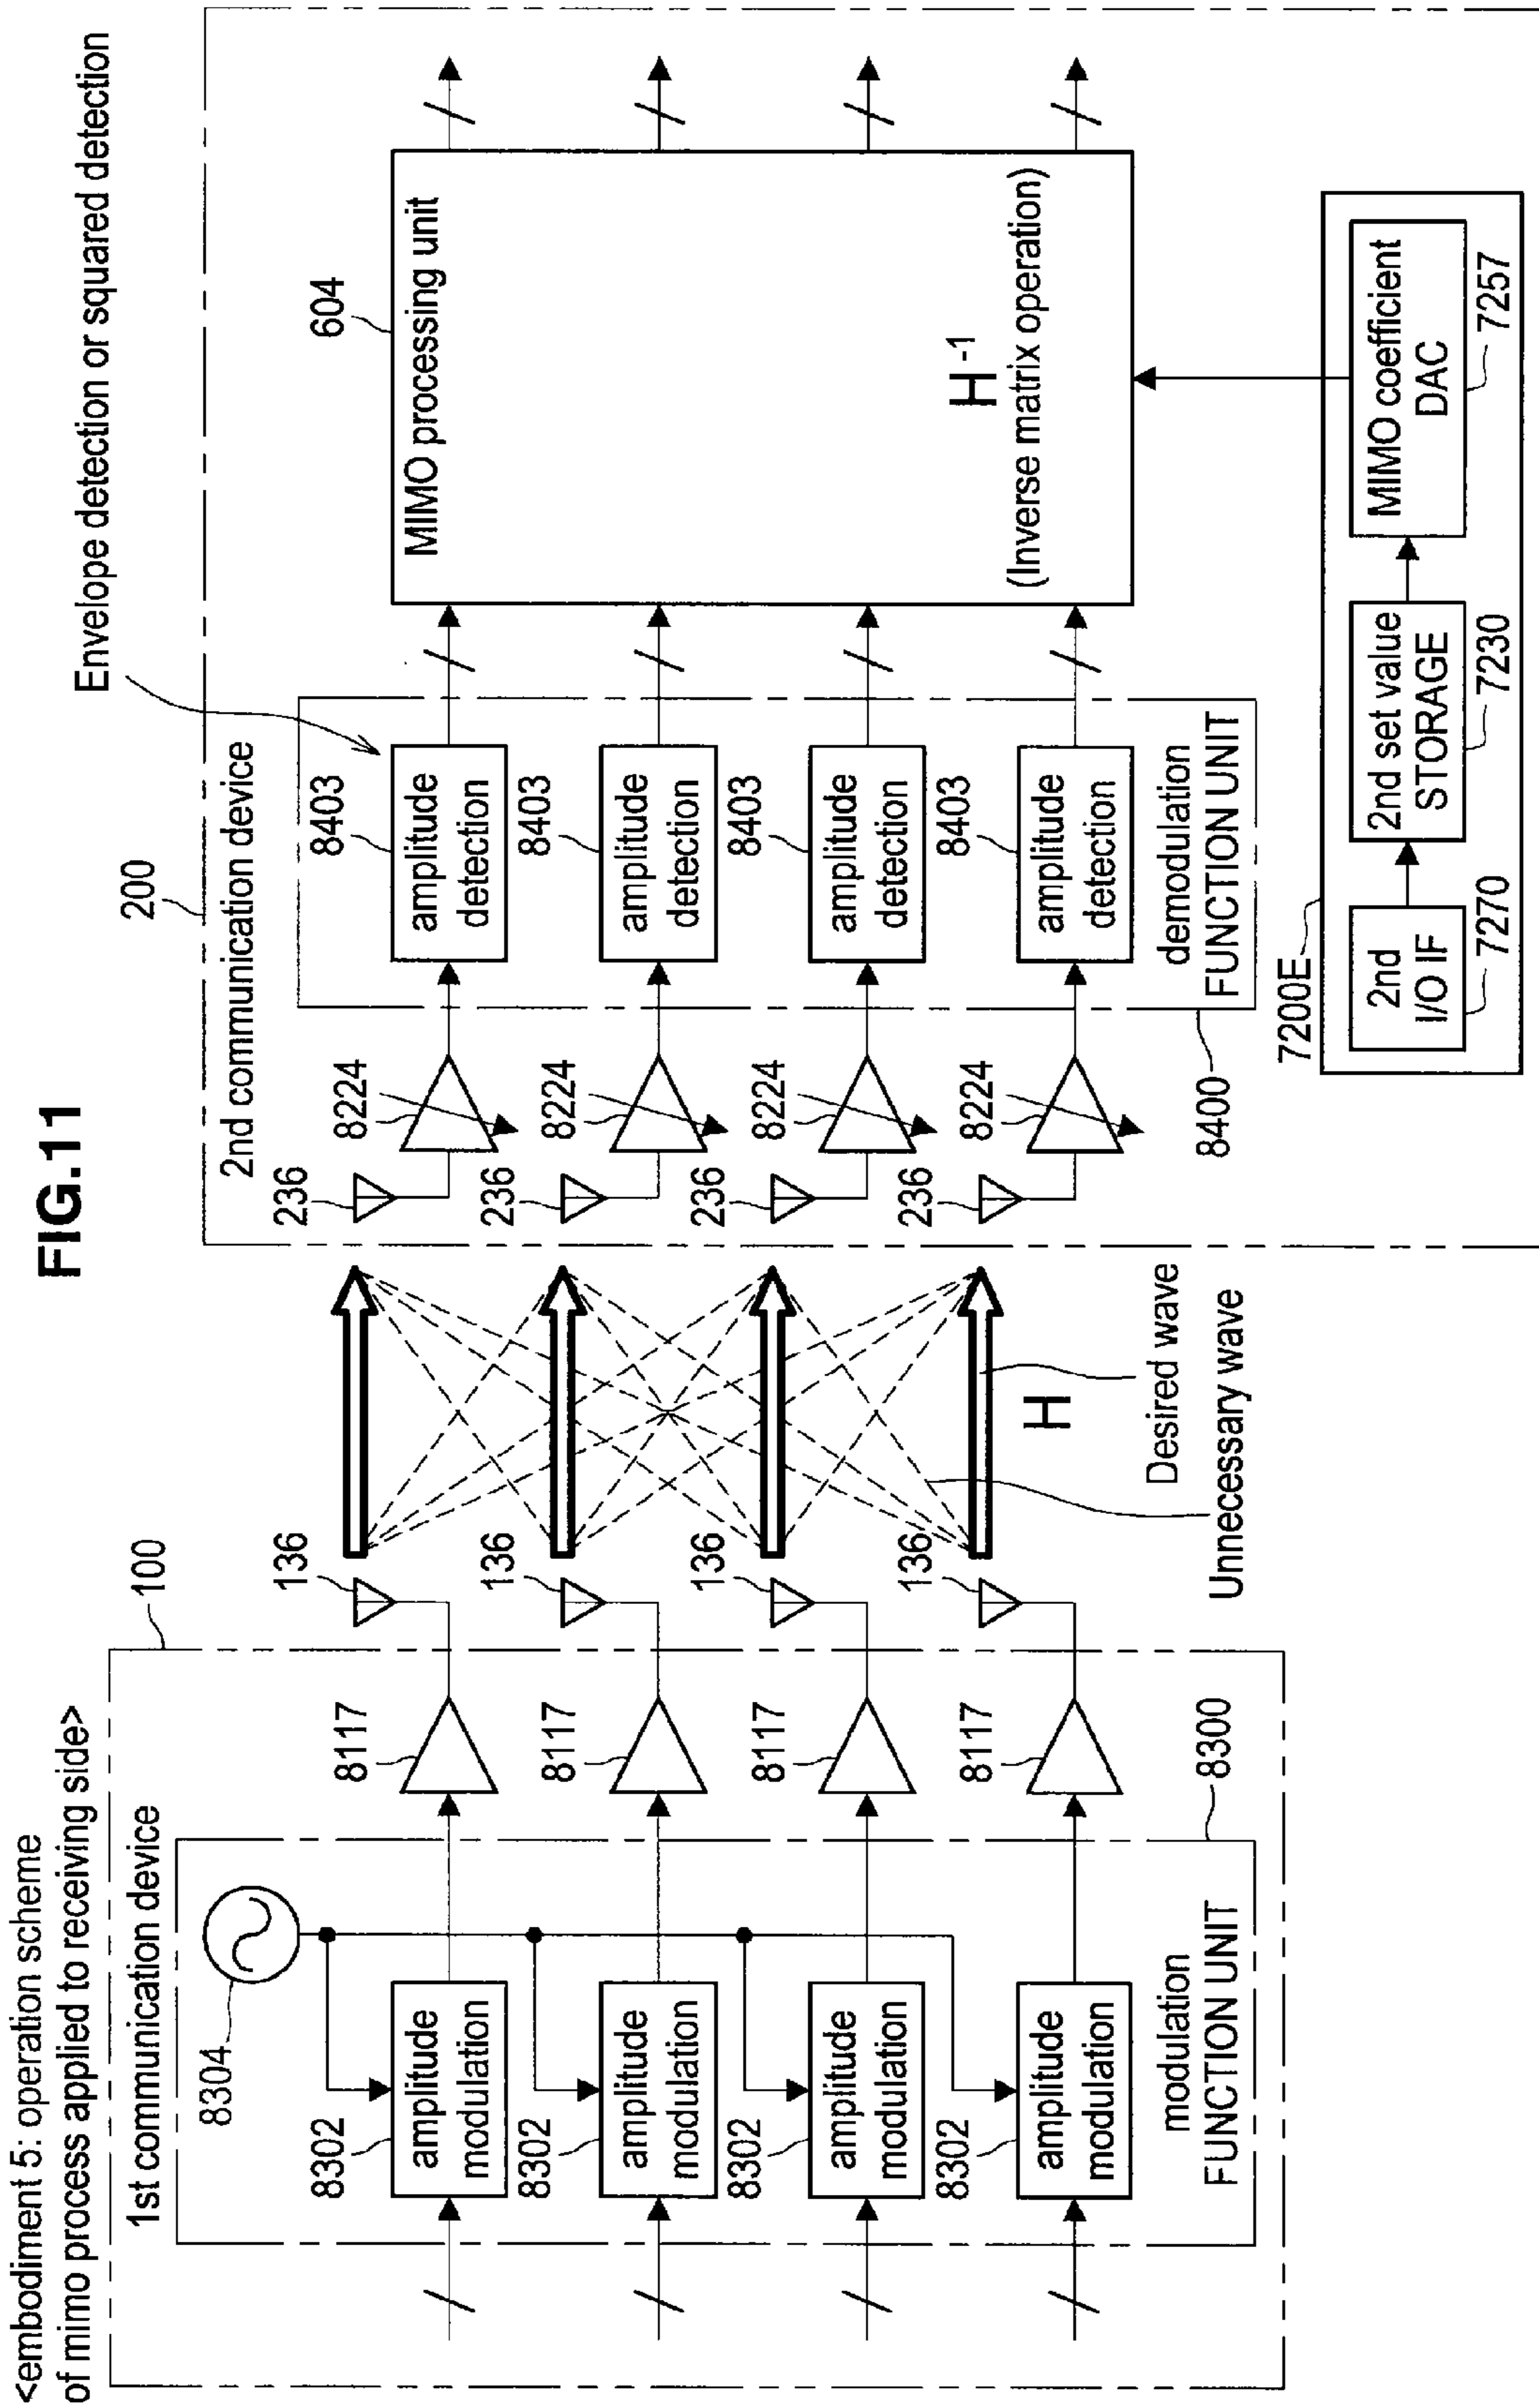 FIG.11
<embodiment 5: operation scheme
of mimo process applied to receiving side>
1st communication device
100
8304
8302
amplitude
modulation
8302
amplitude
modulation
8302
amplitude
modulation
8302
amplitude
modulation
modulation
FUNCTION UNIT
8300
8117
8117
8117
8117
136
136
136
136
H
Desired wave
Unnecessary wave
200
2nd communication device
236
236
236
236
8224
8224
8224
8224
8403
amplitude
detection
8403
amplitude
detection
8403
amplitude
detection
8403
amplitude
detection
demodulation
FUNCTION UNIT
8400
Envelope detection or squared detection
604
MIMO processing unit
H-1
(Inverse matrix operation)
7200E
2nd
I/O IF
7270
2nd set value
STORAGE
7230
MIMO coefficient
DAC
7257